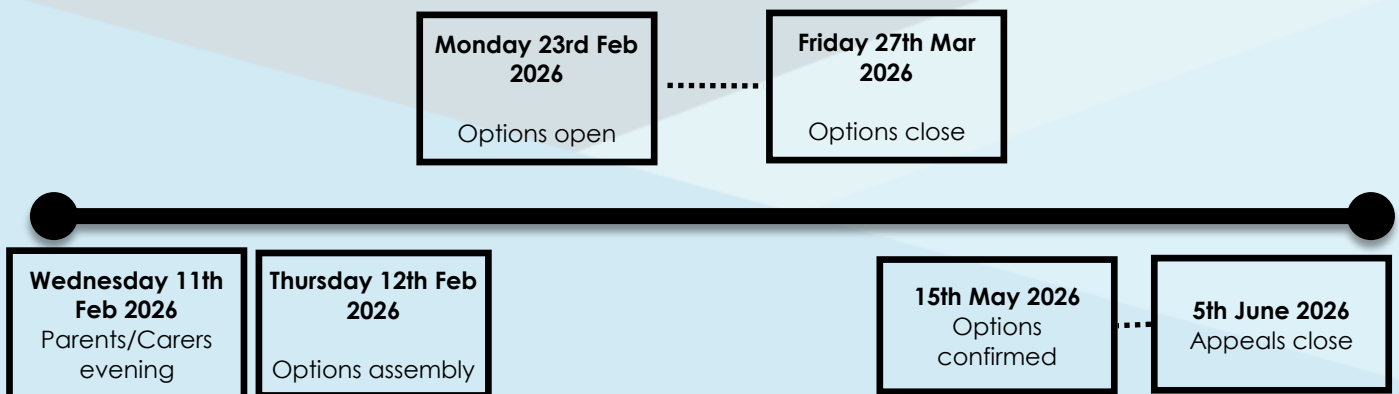 Monday 23rd Feb
2026
Options open
Friday 27th Mar
2026
Options close
Wednesday 11th
Feb 2026
Parents/Carers
evening
Thursday 12th Feb
2026
Options assembly
15th May 2026
Options
confirmed
5th June 2026
Appeals close